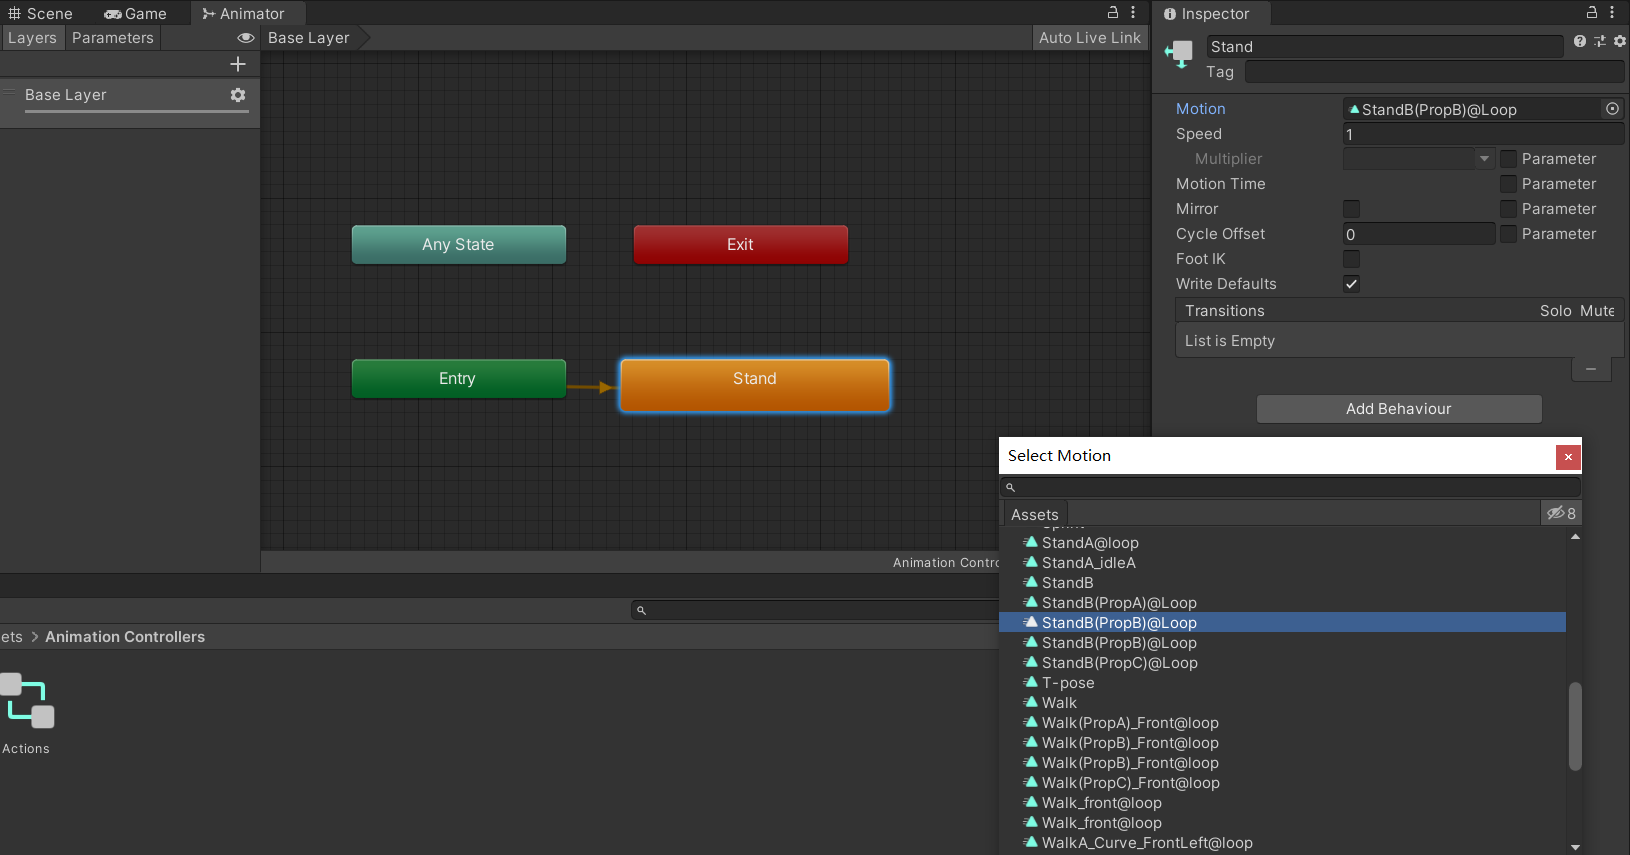 Scene
Game
Animator
Inspector
Layers
Parameters
Base Layer
Auto Live Link
Stand
Tag
Base Layer
Motion
StandB(PropB)@Loop
Speed
1
Multiplier
Parameter
Motion Time
Parameter
Mirror
Parameter
Cycle Offset
0
Parameter
Foot IK
Write Defaults
Transitions
Solo
Mute
List is Empty
Add Behaviour
Any State
Exit
Entry
Stand
Animation Contro
ets > Animation Controllers
Actions
Select Motion
Assets
8
Sprint
StandA@loop
StandA_idleA
StandB
StandB(PropA)@Loop
StandB(PropB)@Loop
StandB(PropB)@Loop
StandB(PropC)@Loop
T-pose
Walk
Walk(PropA)_Front@loop
Walk(PropB)_Front@loop
Walk(PropB)_Front@loop
Walk(PropC)_Front@loop
Walk_front@loop
Walk_front@loop
WalkA_Curve_FrontLeft@loop